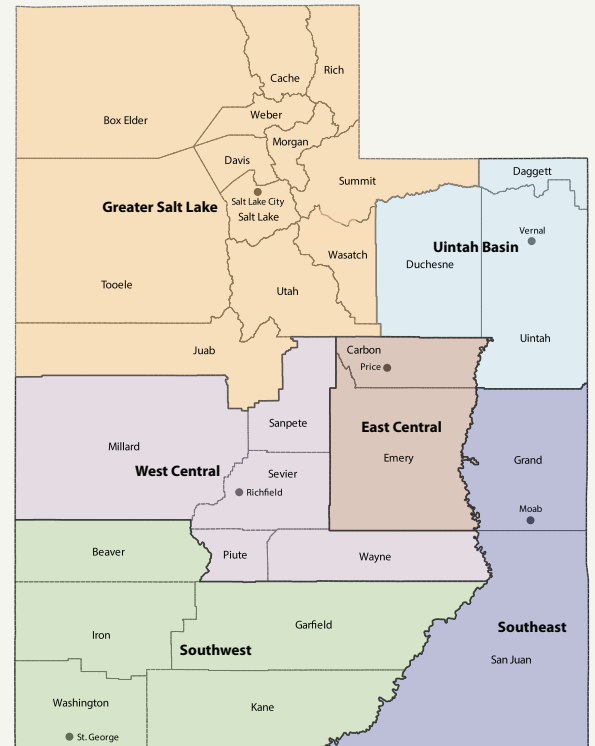 Rich
Cache
Weber
Box Elder
Morgan
Davis
Daggett
Summit
Salt Lake City
Greater Salt Lake
Salt Lake
Vernal
Uintah Basin
Wasatch
Duchesne
Tooele
Utah
Uintah
Juab
Carbon
Price
Sanpete
East Central
Millard
Emery
Grand
West Central
Sevier
Richfield
Moab
Beaver
Piute
Wayne
Garfield
Southeast
Iron
Southwest
San Juan
Washington
Kane
St. George